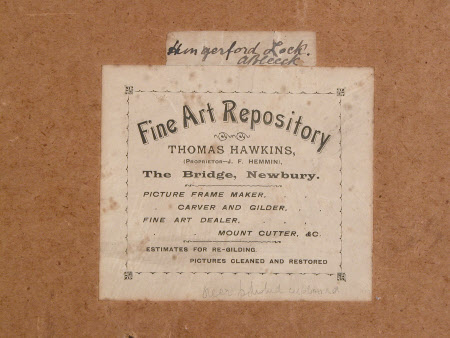 Hungerford Lock.
Fine Art Repository
THOMAS HAWKINS,
(PROPRIETOR—J. F. HEMMINI),
The Bridge, Newbury.
PICTURE FRAME MAKER,
CARVER AND GILDER,
FINE ART DEALER,
MOUNT CUTTER, &C.
ESTIMATES FOR RE-GILDING.
PICTURES CLEANED AND RESTORED